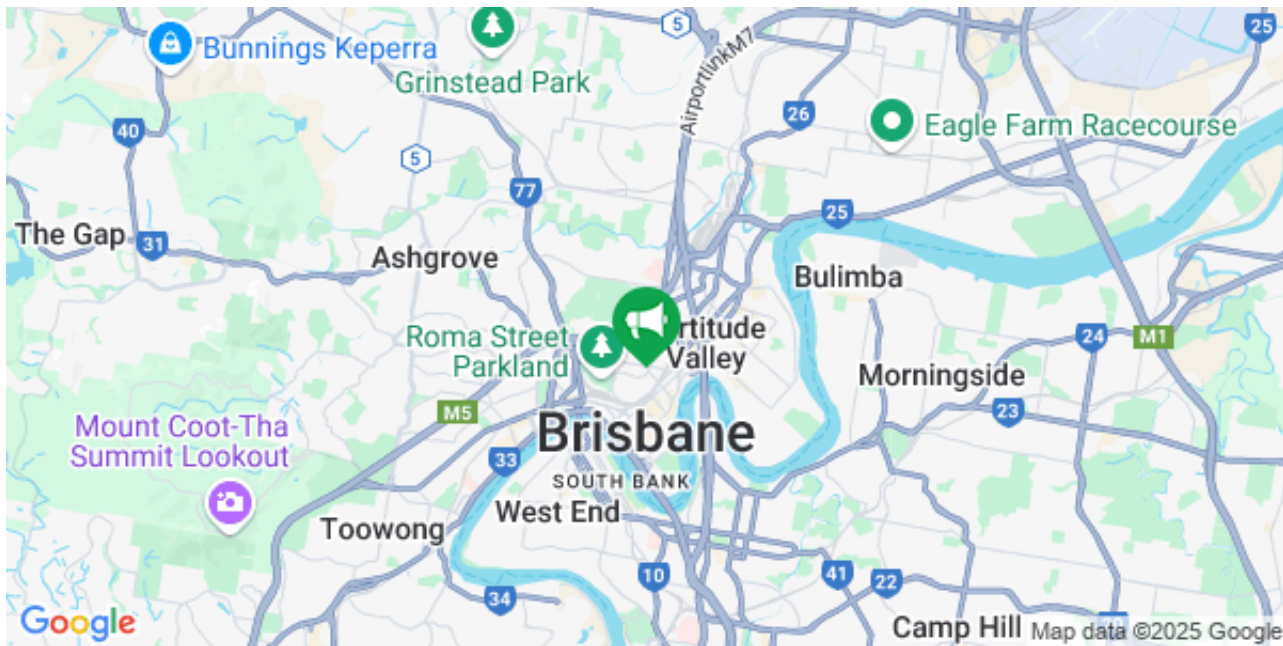 5
25
Bunnings Keperra
Grinstead Park
AirportlinkM7
40
26
Eagle Farm Racecourse
5
77
The Gap
31
25
Ashgrove
Bulimba
Roma Street
Parkland
rtitude
Valley
24
M1
Morningside
M5
23
Mount Coot-Tha
Summit Lookout
Brisbane
33
SOUTH BANK
West End
Toowong
10
41
22
34
Google
Camp Hill
Map data ©2025 Google